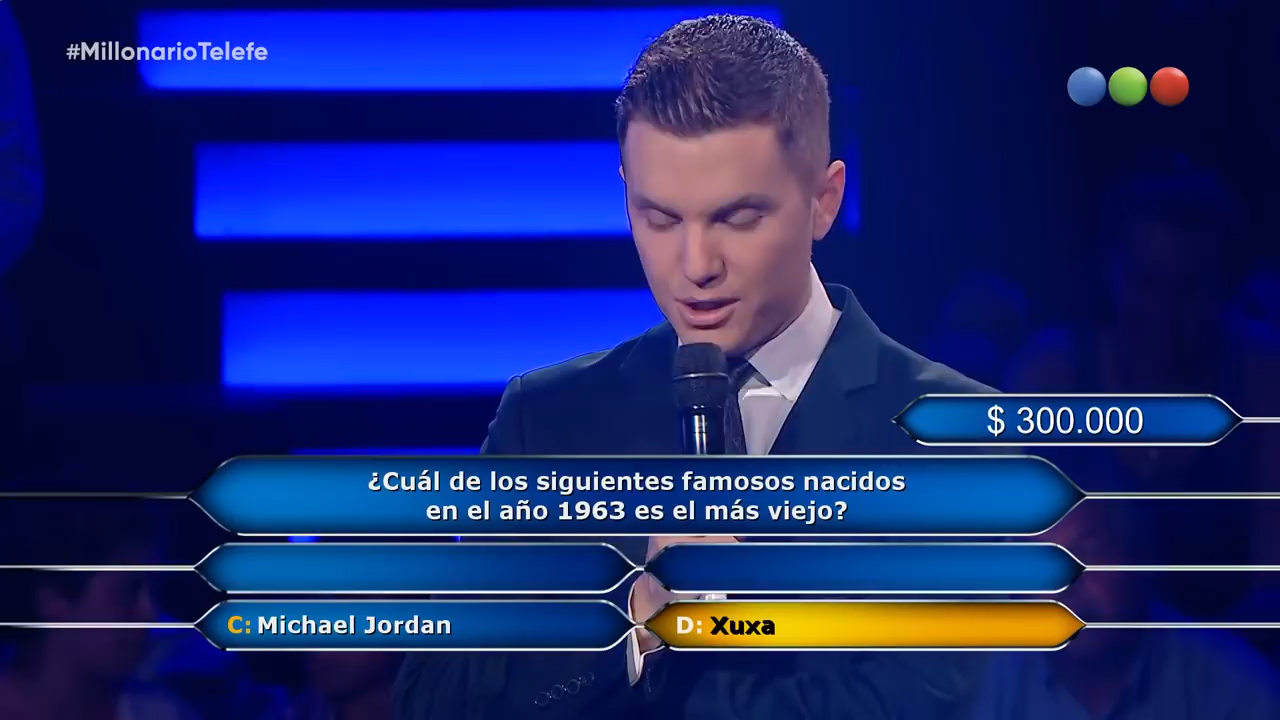 #MillonarioTelefe
$ 300.000
¿Cuál de los siguientes famosos nacidos
en el año 1963 es el más viejo?
C: Michael Jordan
D: Xuxa